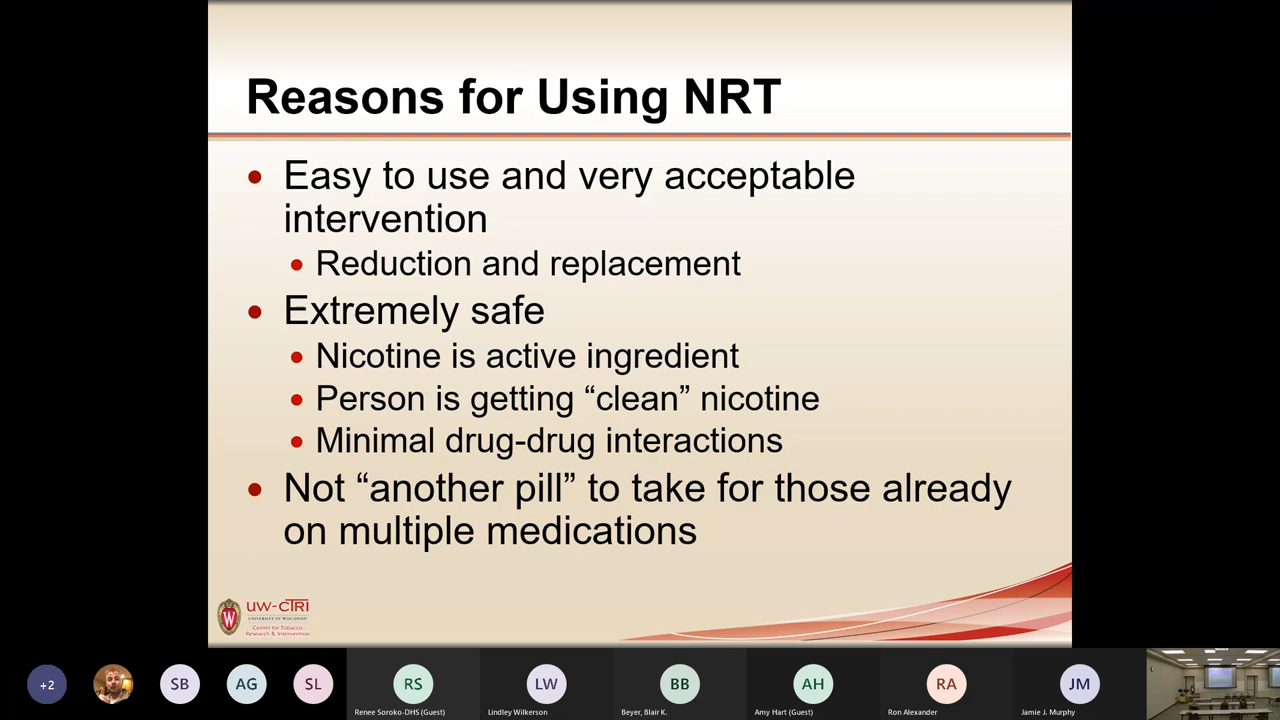 Reasons for Using NRT
Easy to use and very acceptable
intervention
Reduction and replacement
Extremely safe
Nicotine is active ingredient
Person is getting “clean” nicotine
Minimal drug-drug interactions
Not “another pill” to take for those already
on multiple medications
UW-CTRI
UNIVERSITY OF WISCONSIN
Center for Tobacco
Research & Intervention
W
+2
SB
AG
SL
RS
Renee Soroko-DHS (Guest)
LW
Lindley Wilkerson
BB
Beyer, Blair K.
AH
Amy Hart (Guest)
RA
Ron Alexander
JM
Jamie J. Murphy